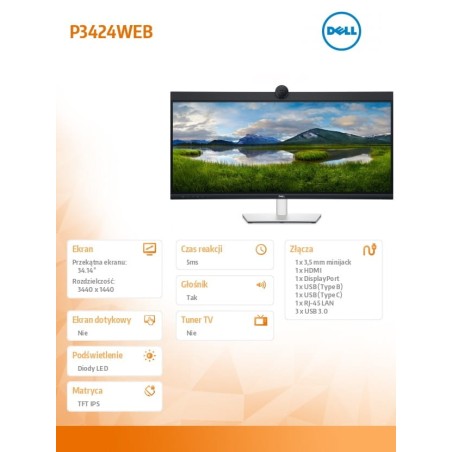 P3424WEB
DELL
DELL
Ekran
Przekątna ekranu:
34.14"
Rozdzielczość:
3440 x 1440
Ekran dotykowy
Nie
Podświetlenie
Diody LED
Matryca
TFT IPS
Czas reakcji
5ms
Głośnik
Tak
Tuner TV
Nie
Złącza
1 x 3,5 mm minijack
1 x HDMI
1 x DisplayPort
1 x USB (Type B)
1 x USB (Type C)
1 x RJ-45 LAN
3 x USB 3.0